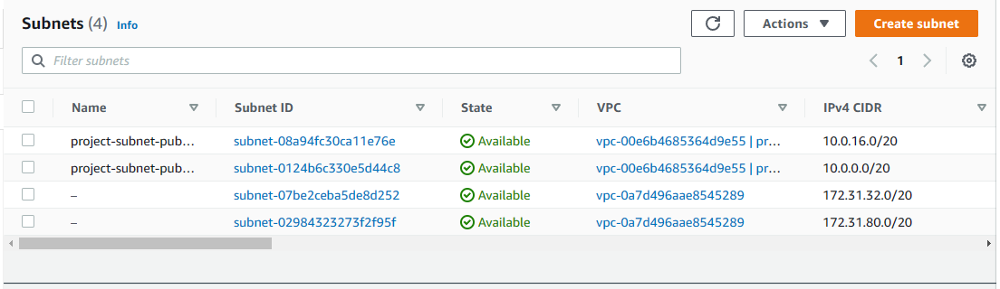 Subnets (4) Info Actions Create subnet
Filter subnets 1
Name Subnet ID State VPC IPv4 CIDR
project-subnet-pub... subnet-08a94fc30ca11e76e Available vpc-00e6b4685364d9e55 | pr... 10.0.16.0/20
project-subnet-pub... subnet-0124b6c330e5d44c8 Available vpc-00e6b4685364d9e55 | pr... 10.0.0.0/20
– subnet-07be2ceba5de8d252 Available vpc-0a7d496aae8545289 172.31.32.0/20
– subnet-02984323273f2f95f Available vpc-0a7d496aae8545289 172.31.80.0/20